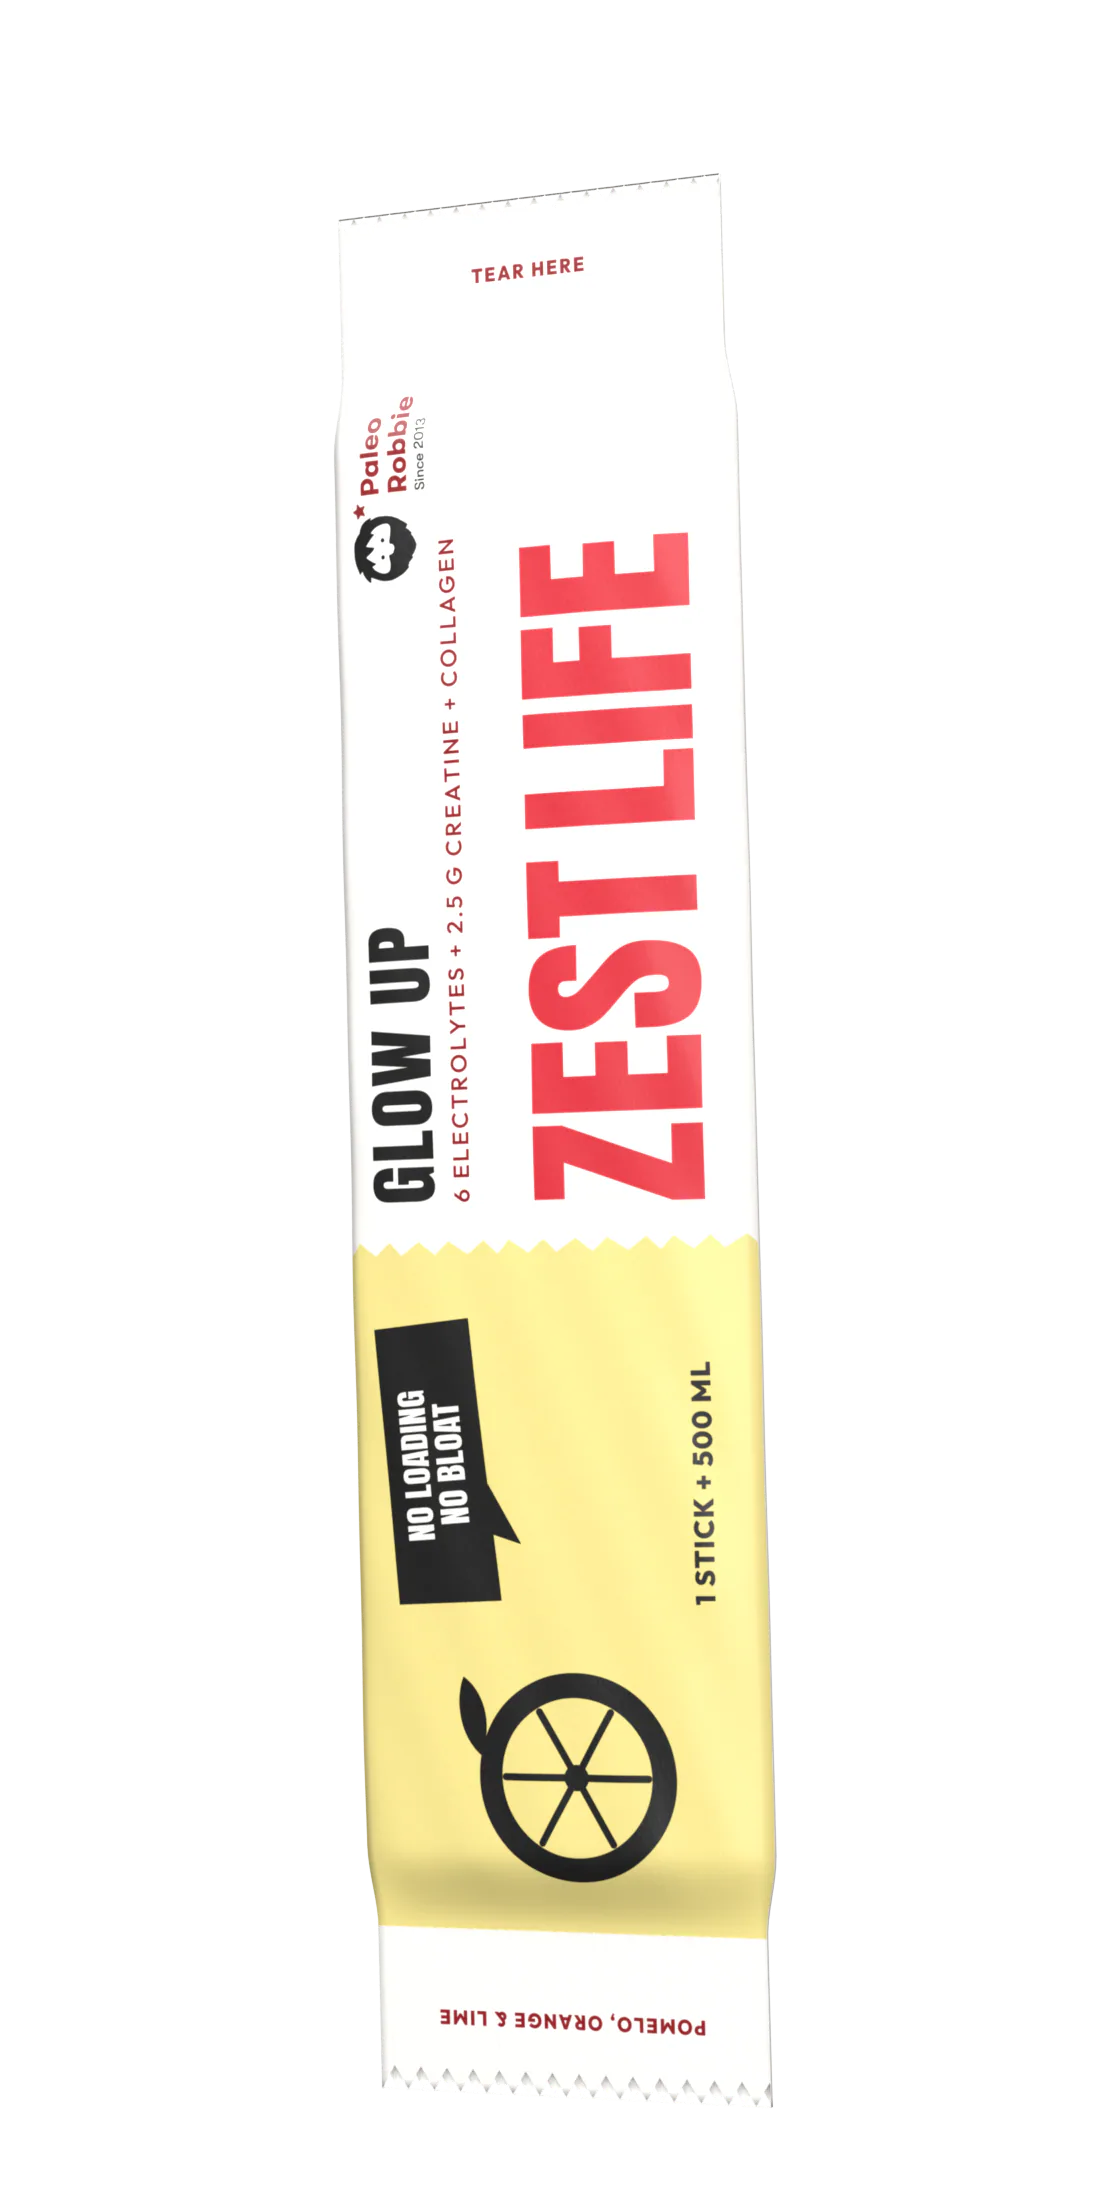 TEAR HERE
Paleo
Robbie
Since 2013
GLOW UP
6 ELECTROLYTES + 2.5 G CREATINE + COLLAGEN
ZEST LIFE
NO LOADING
NO BLOAT
1 STICK + 500 ML
POMELO, ORANGE & LIME